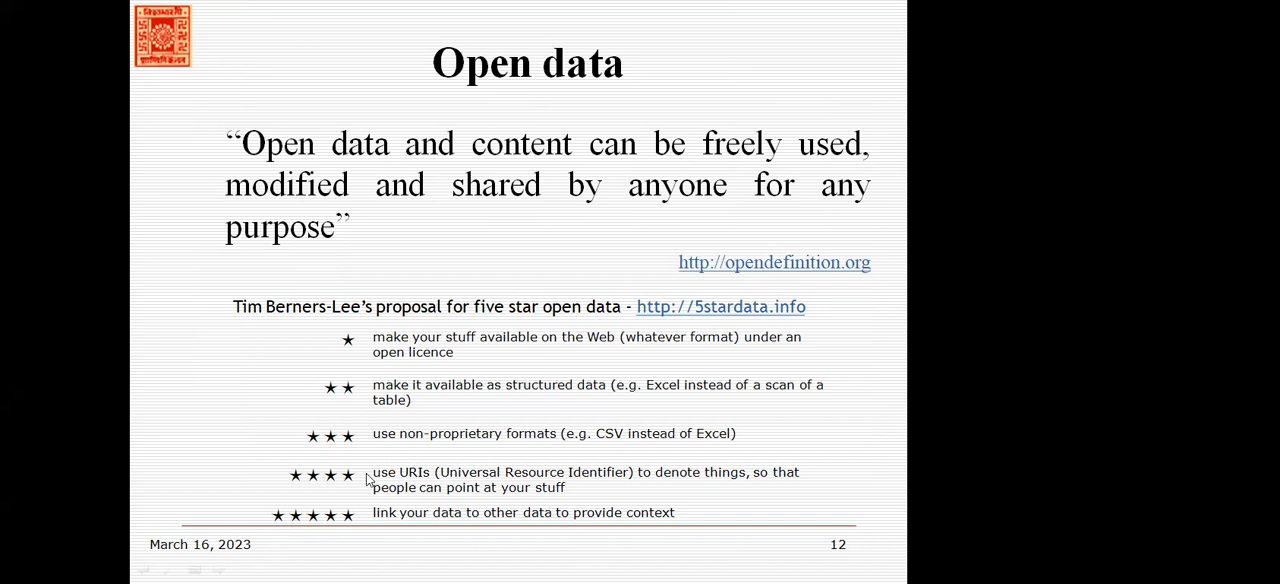 Open data
“Open data and content can be freely used,
modified and shared by anyone for any
purpose”
http://opendefinition.org
Tim Berners-Lee’s proposal for five star open data - http://5stardata.info
★ make your stuff available on the Web (whatever format) under an
open licence
★★ make it available as structured data (e.g. Excel instead of a scan of a
table)
★★★ use non-proprietary formats (e.g. CSV instead of Excel)
★★★★ use URIs (Universal Resource Identifier) to denote things, so that
people can point at your stuff
★★★★★ link your data to other data to provide context
March 16, 2023
12